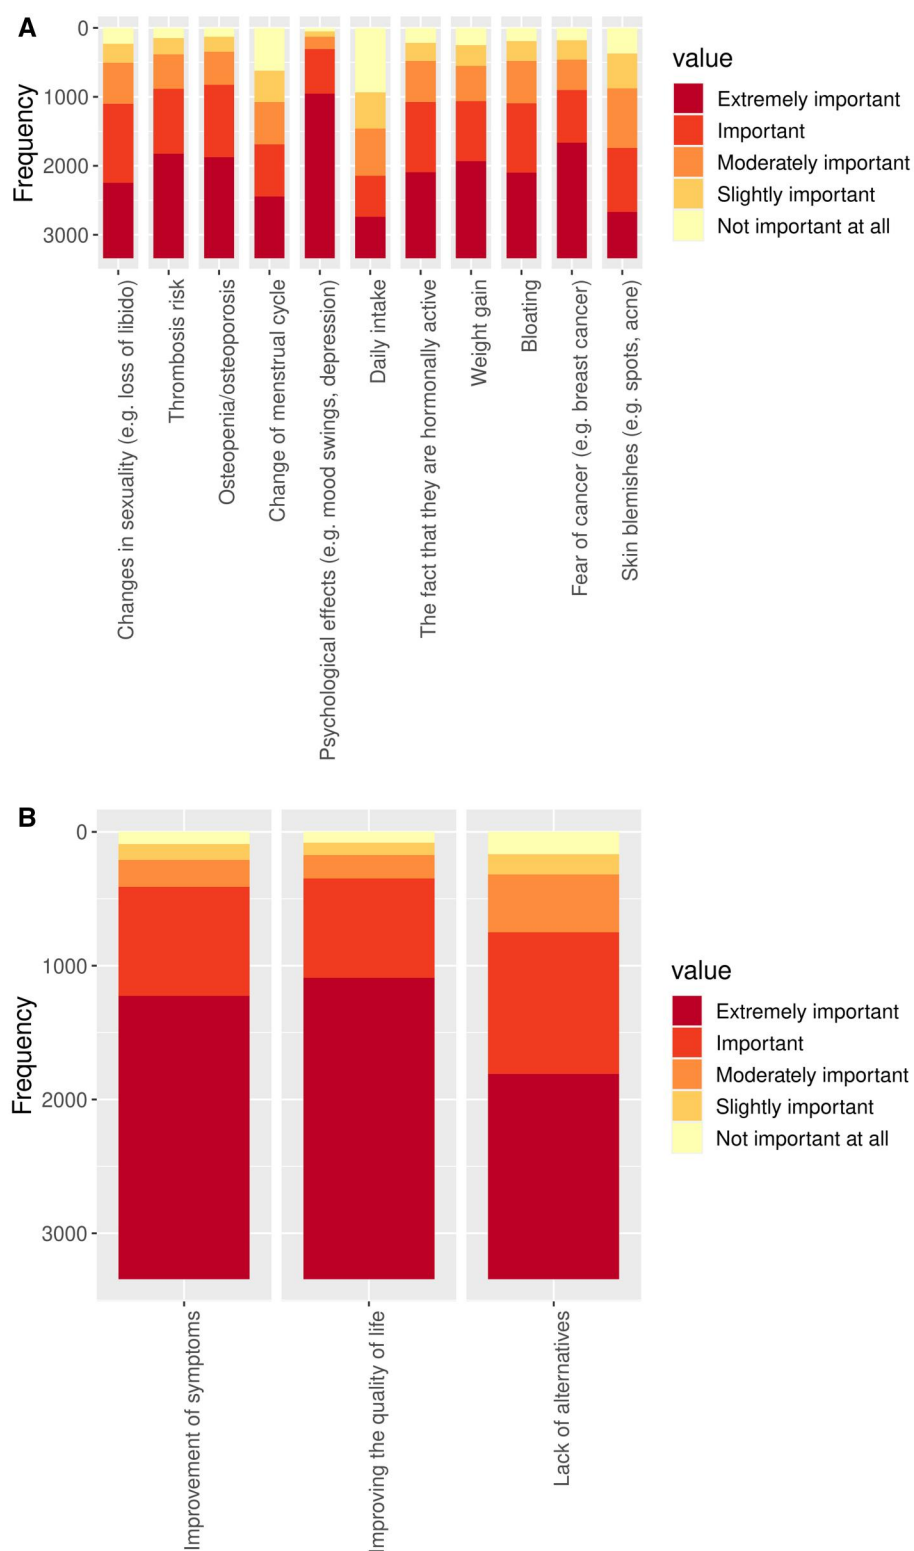 A
0
1000
2000
3000
Frequency
Changes in sexuality (e.g. loss of libido)
Thrombosis risk
Osteopenia/osteoporosis
Change of menstrual cycle
Psychological effects (e.g. mood swings, depression)
Daily intake
The fact that they are hormonally active
Weight gain
Bloating
Fear of cancer (e.g. breast cancer)
Skin blemishes (e.g. spots, acne)
value
Extremely important
Important
Moderately important
Slightly important
Not important at all
B
0
1000
2000
3000
Frequency
Improvement of symptoms
Improving the quality of life
Lack of alternatives
value
Extremely important
Important
Moderately important
Slightly important
Not important at all